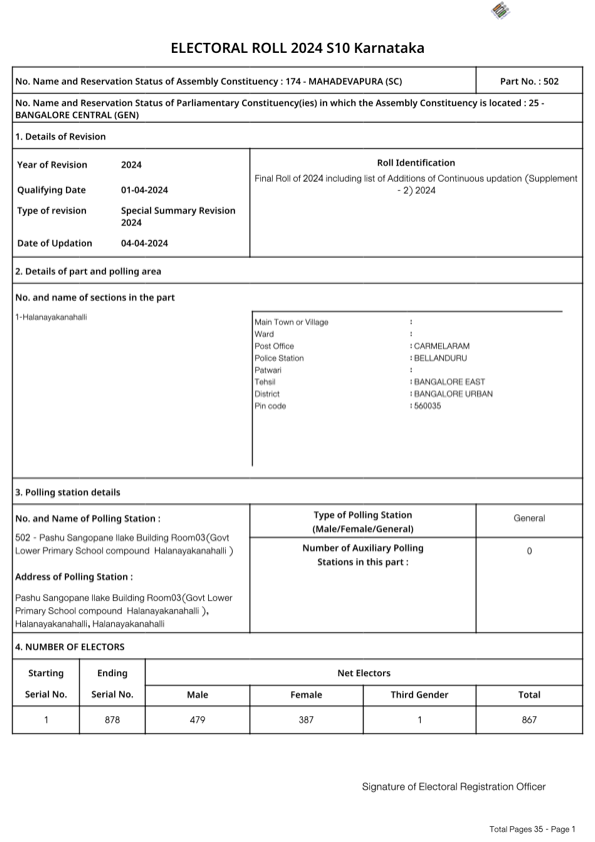 ELECTORAL ROLL 2024 S10 Karnataka
No. Name and Reservation Status of Assembly Constituency : 174 - MAHADEVAPURA (SC)
Part No. : 502
No. Name and Reservation Status of Parliamentary Constituency(ies) in which the Assembly Constituency is located : 25 -
BANGALORE CENTRAL (GEN)
1. Details of Revision
Year of Revision 2024
Qualifying Date 01-04-2024
Type of revision Special Summary Revision
2024
Date of Updation 04-04-2024
Roll Identification
Final Roll of 2024 including list of Additions of Continuous updation (Supplement
- 2) 2024
2. Details of part and polling area
No. and name of sections in the part
1-Halanayakanahalli
Main Town or Village :
Ward :
Post Office : CARMELARAM
Police Station : BELLANDURU
Patwari :
Tehsil : BANGALORE EAST
District : BANGALORE URBAN
Pin code : 560035
3. Polling station details
No. and Name of Polling Station :
502 - Pashu Sangopane Ilake Building Room03(Govt
Lower Primary School compound Halanayakanahalli )
Address of Polling Station :
Pashu Sangopane Ilake Building Room03(Govt Lower
Primary School compound Halanayakanahalli ),
Halanayakanahalli, Halanayakanahalli
Type of Polling Station
(Male/Female/General)
General
Number of Auxiliary Polling
Stations in this part :
0
4. NUMBER OF ELECTORS
Starting
Serial No.
Ending
Serial No.
Net Electors
Male Female Third Gender Total
1 878 479 387 1 867
Signature of Electoral Registration Officer
Total Pages 35 - Page 1